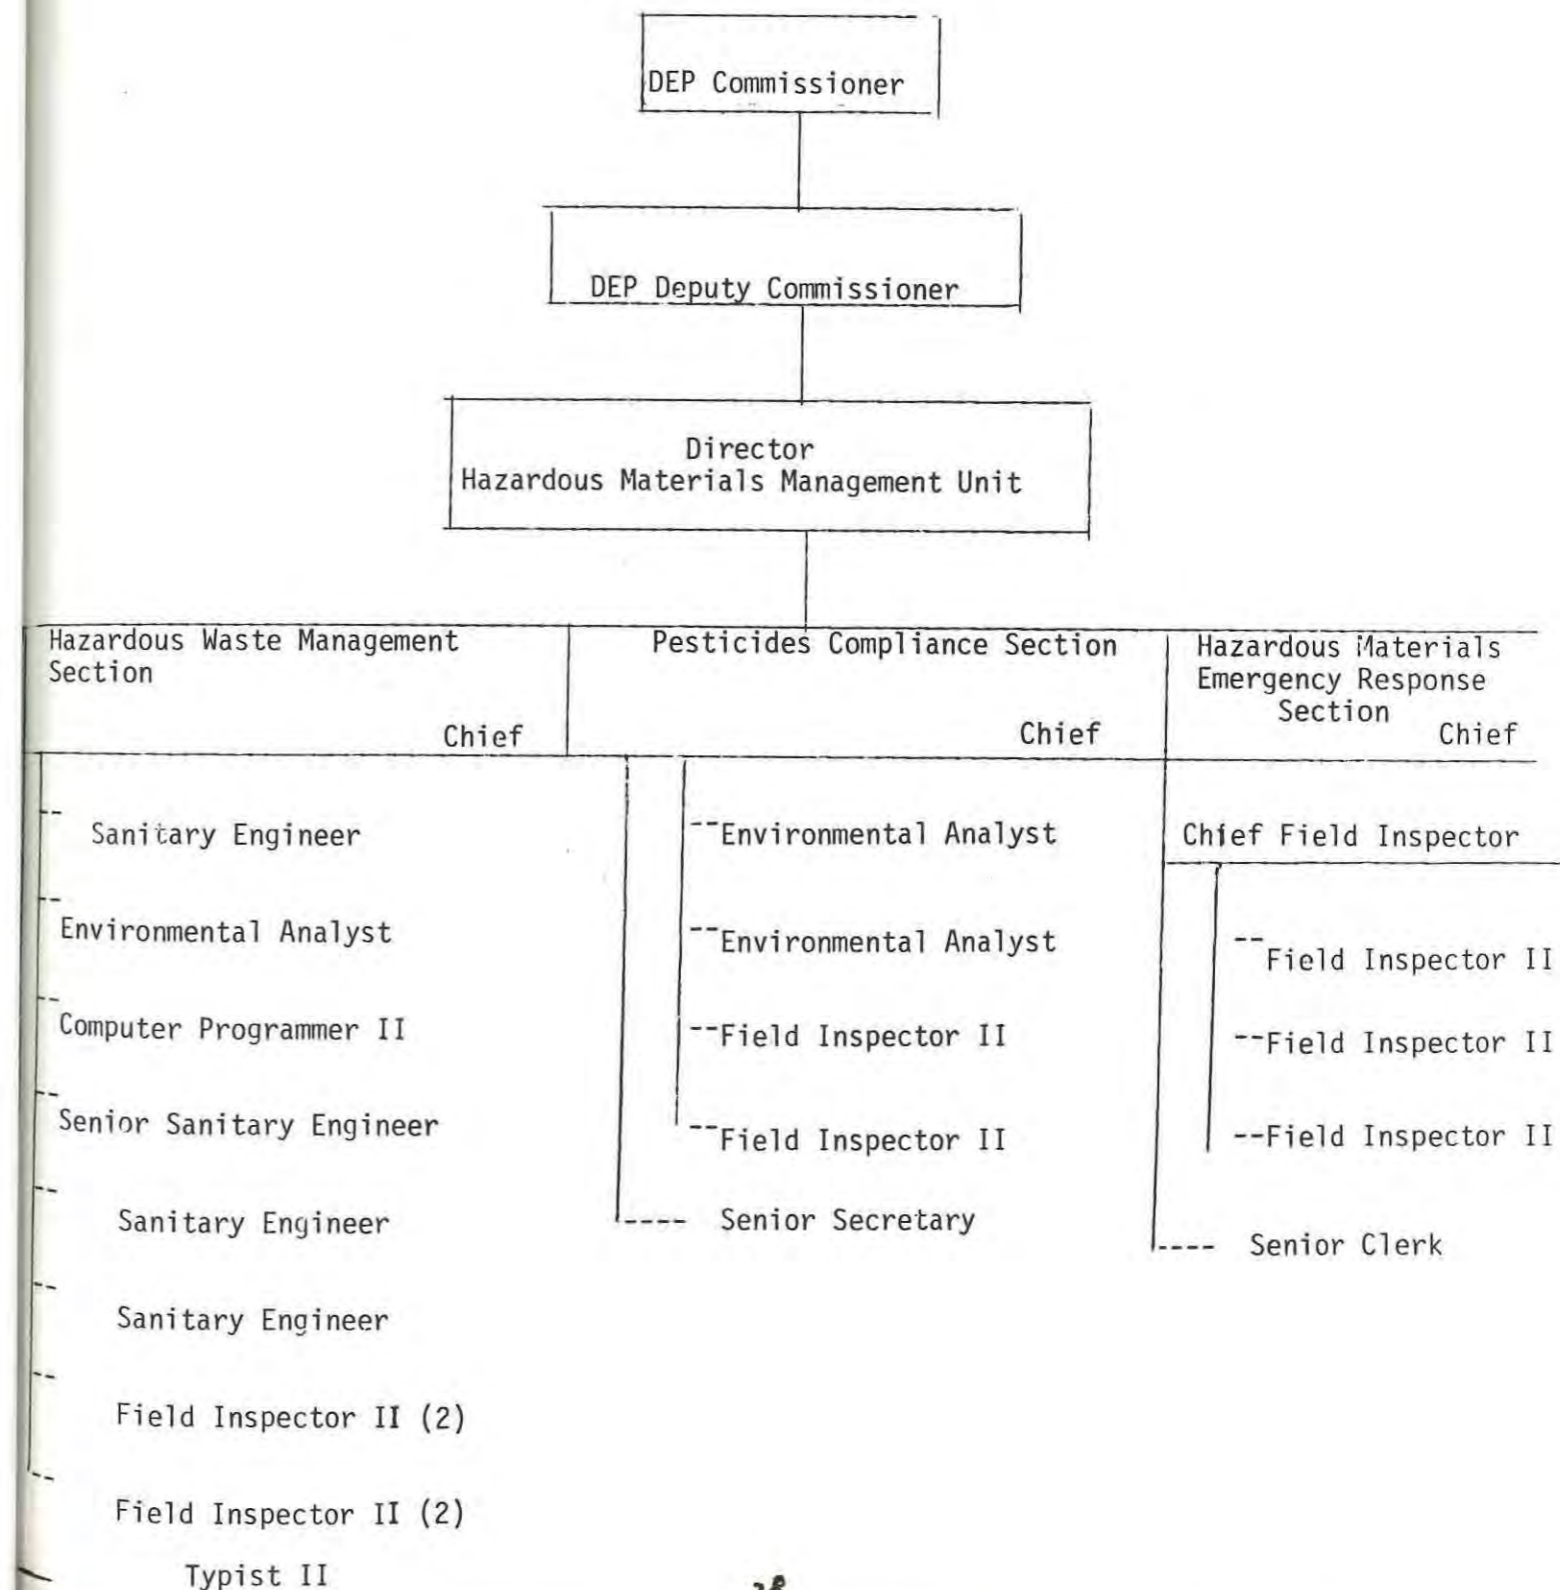 DEP Commissioner
DEP Deputy Commissioner
Director
Hazardous Materials Management Unit
Hazardous Waste Management
Section
Chief
Sanitary Engineer
Environmental Analyst
Computer Programmer II
Senior Sanitary Engineer
Sanitary Engineer
Sanitary Engineer
Field Inspector II (2)
Field Inspector II (2)
Typist II
Pesticides Compliance Section
Chief
--Environmental Analyst
--Environmental Analyst
--Field Inspector II
--Field Inspector II
---- Senior Secretary
Hazardous Materials
Emergency Response
Section
Chief
Chief Field Inspector
--Field Inspector II
--Field Inspector II
--Field Inspector II
---- Senior Clerk